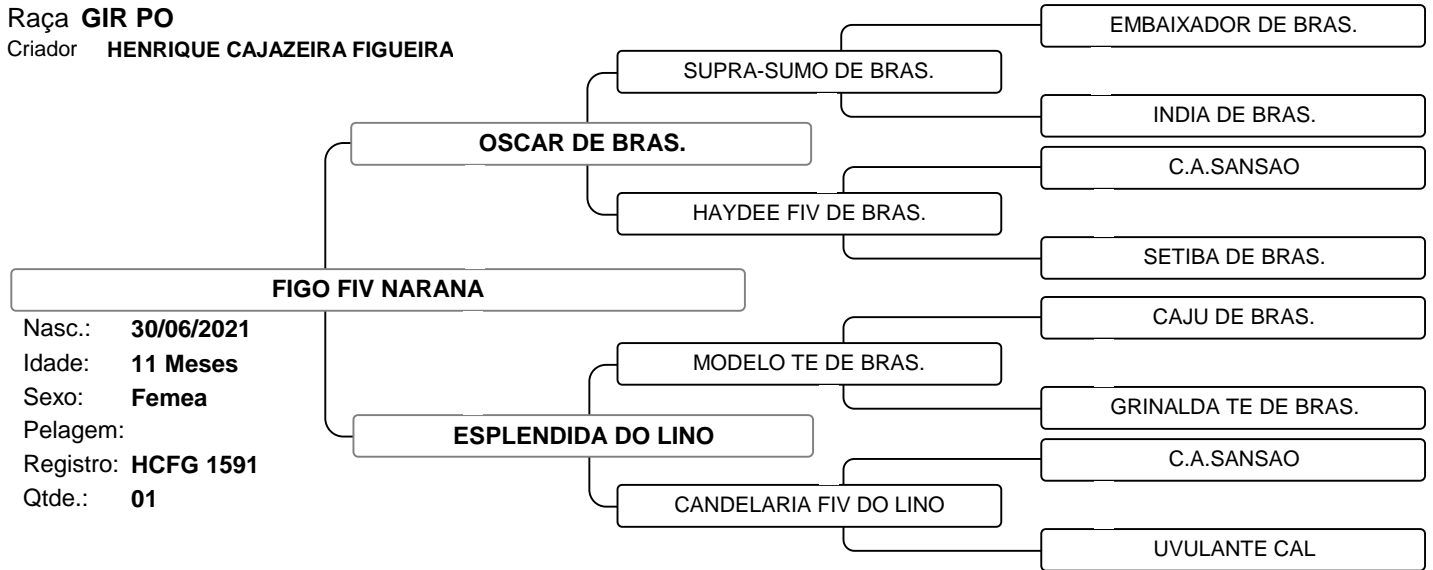 Raça GIR PO
Criador HENRIQUE CAJAZEIRA FIGUEIRA
EMBAIXADOR DE BRAS.
SUPRA-SUMO DE BRAS.
INDIA DE BRAS.
OSCAR DE BRAS.
C.A.SANSAO
HAYDEE FIV DE BRAS.
SETIBA DE BRAS.
FIGO FIV NARANA
Nasc.: 30/06/2021
Idade: 11 Meses
Sexo: Femea
Pelagem:
Registro: HCFG 1591
Qtde.: 01
CAJU DE BRAS.
MODELO TE DE BRAS.
GRINALDA TE DE BRAS.
ESPLENDIDA DO LINO
C.A.SANSAO
CANDELARIA FIV DO LINO
UVULANTE CAL